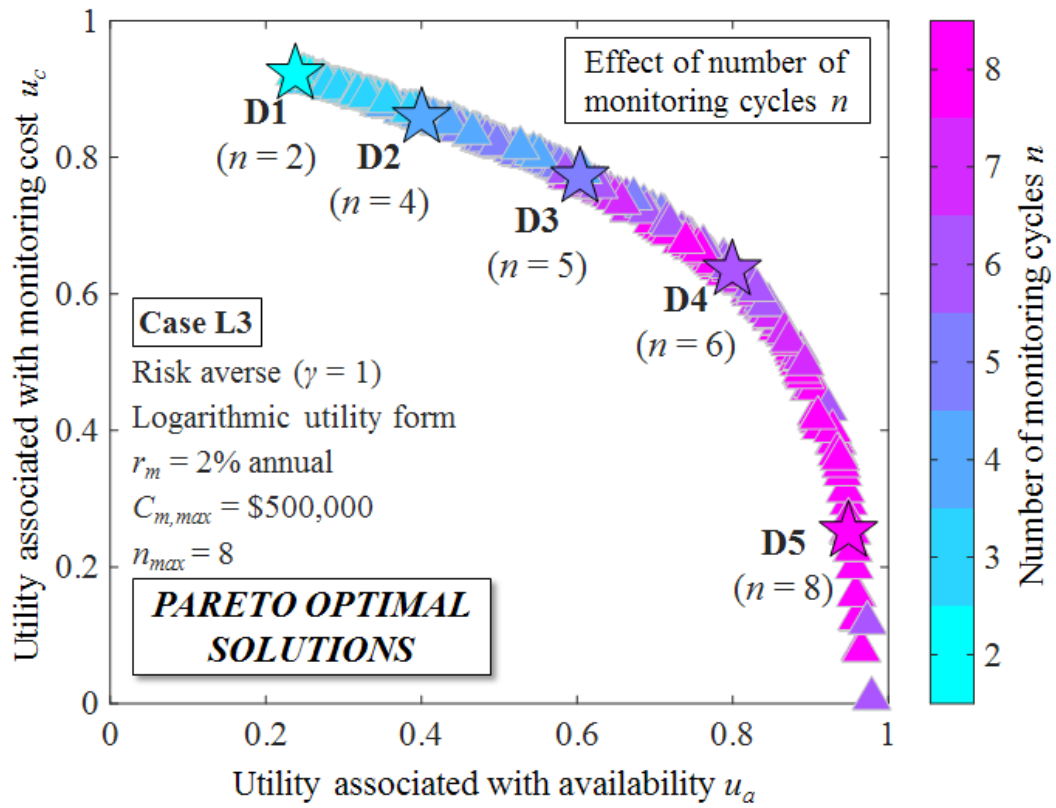 Effect of number of
monitoring cycles n
D1
(n = 2)
D2
(n = 4)
D3
(n = 5)
D4
(n = 6)
D5
(n = 8)
Case L3
Risk averse (γ = 1)
Logarithmic utility form
r_m = 2% annual
C_m,max = $500,000
n_max = 8
PARETO OPTIMAL
SOLUTIONS
Utility associated with monitoring cost u_c
1
0.8
0.6
0.4
0.2
0
0
0.2
0.4
0.6
0.8
1
Utility associated with availability u_a
8
7
6
5
4
3
2
Number of monitoring cycles n